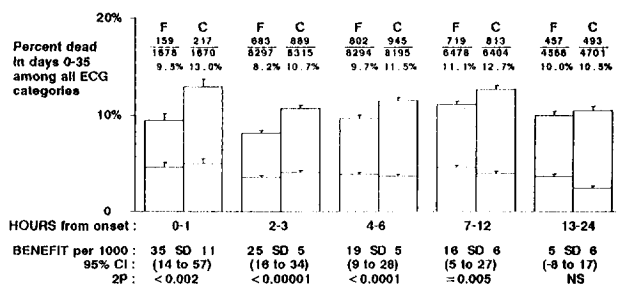 20%
F C F C F C F C F C
Percent dead in days 0-35 among all ECG categories
159 217 683 889 802 945 719 813 457 493
1678 1670 8297 8315 8294 8195 6478 6404 4568 4701
9.5% 13.0% 8.2% 10.7% 9.7% 11.5% 11.1% 12.7% 10.0% 10.5%
10%
0
HOURS from onset : 0-1 2-3 4-6 7-12 13-24
BENEFIT per 1000 : 35 SD 11 25 SD 5 19 SD 5 16 SD 6 5 SD 6
95% CI : (14 to 57) (16 to 34) (9 to 28) (5 to 27) (-8 to 17)
2P : <0.002 <0.00001 <0.0001 =0.005 NS